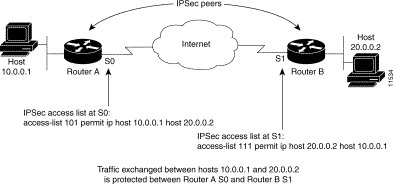 IPSec peers
Internet
Host
10.0.0.1
Router A
S0
S1
Router B
Host
20.0.0.2
11534
IPSec access list at S0:
access-list 101 permit ip host 10.0.0.1 host 20.0.0.2
IPSec access list at S1:
access-list 111 permit ip host 20.0.0.2 host 10.0.0.1
Traffic exchanged between hosts 10.0.0.1 and 20.0.0.2
is protected between Router A S0 and Router B S1